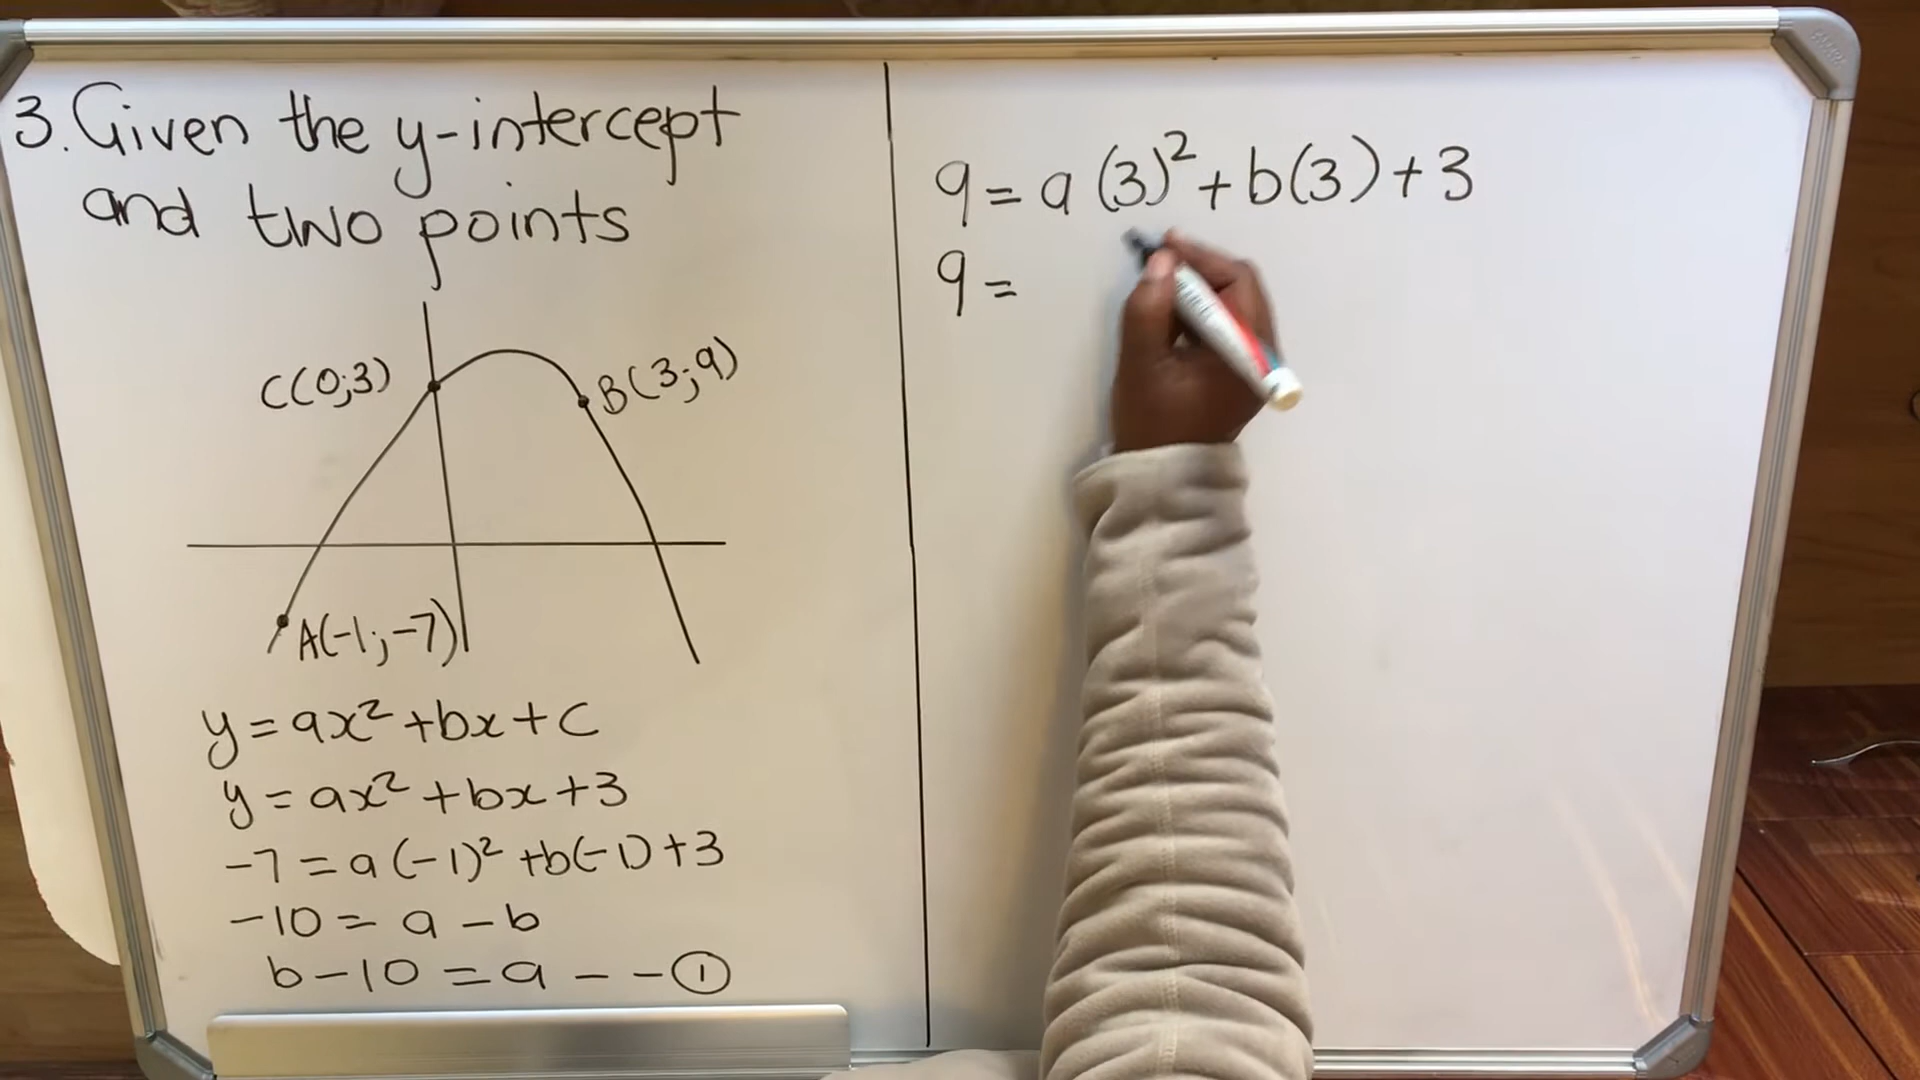 3. Given the y-intercept
and two points
C(0;3)
B(3;9)
A(-1;-7)
y = ax² + bx + c
y = ax² + bx + 3
-7 = a(-1)² + b(-1) + 3
-10 = a - b
b - 10 = a - - ①
9 = a(3)² + b(3) + 3
9 =